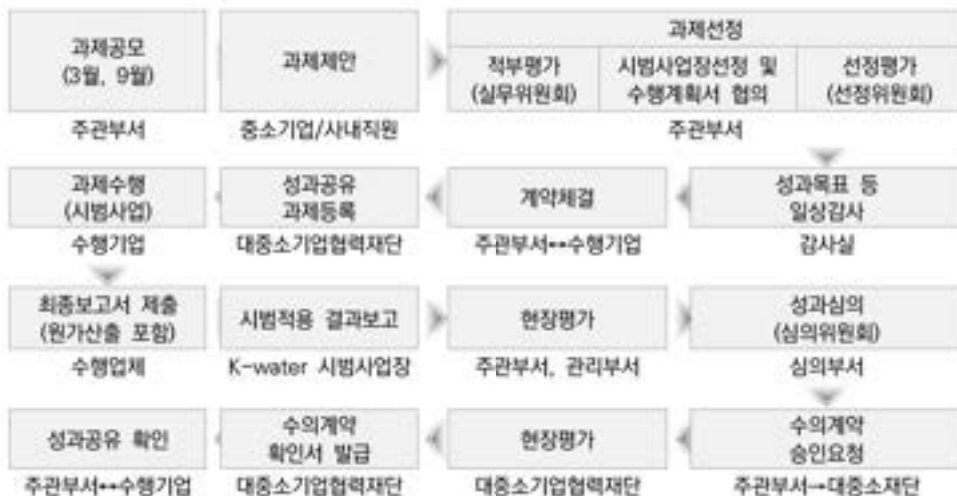 과제공모
(3월, 9월)
주관부서
과제제안
중소기업/사내직원
과제선정
적부평가
(실무위원회)
시범사업장선정 및
수행계획서 협의
선정평가
(선정위원회)
주관부서
성과목표 등
일상감사
감사실
계약체결
주관부서↔수행기업
성과공유
과제등록
대중소기업협력재단
과제수행
(시범사업)
수행기업
최종보고서 제출
(원가산출 포함)
수행업체
시범적용 결과보고
K-water 시범사업장
현장평가
주관부서, 관리부서
성과심의
(심의위원회)
심의부서
수의계약
승인요청
주관부서→대중소재단
현장평가
대중소기업협력재단
수의계약
확인서 발급
대중소기업협력재단
성과공유 확인
주관부서↔수행기업